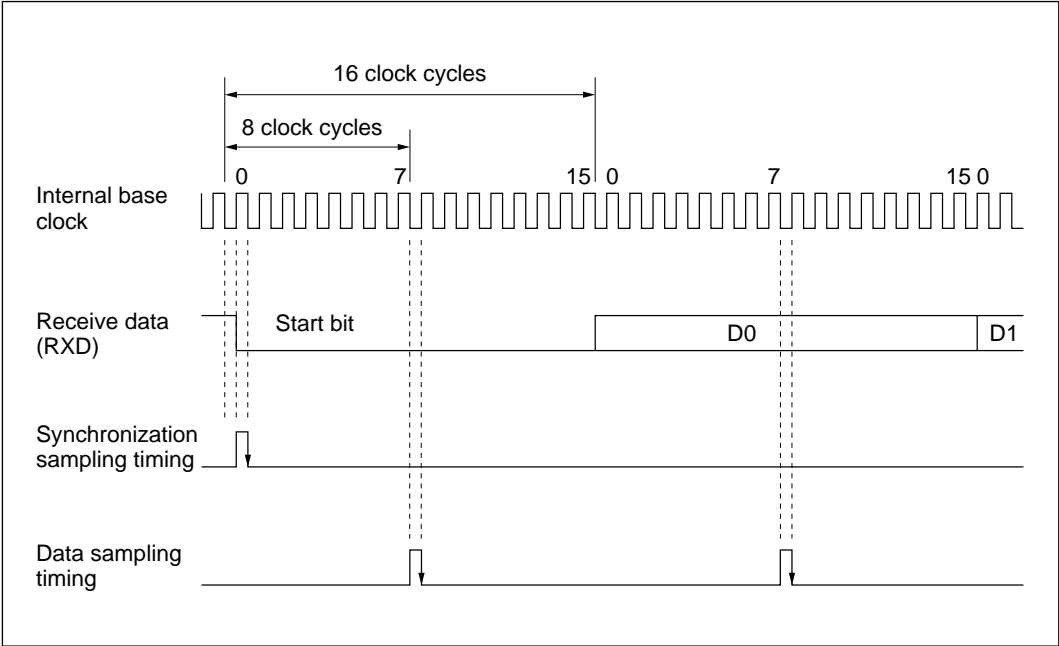 16 clock cycles
8 clock cycles
0 7 15 0 7 15 0
Internal base
clock
Receive data
(RXD)
Start bit
D0
D1
Synchronization
sampling timing
Data sampling
timing